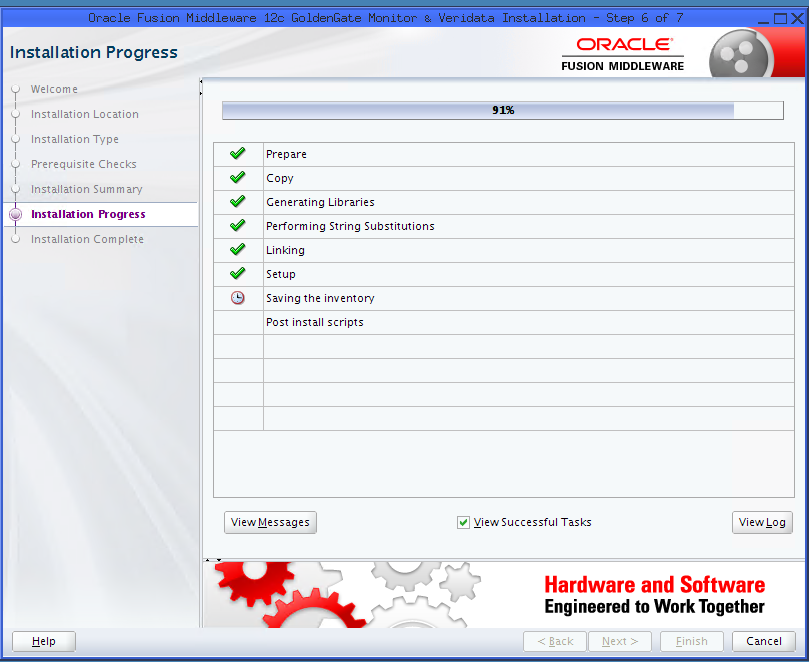 Oracle Fusion Middleware 12c GoldenGate Monitor & Veridata Installation - Step 6 of 7
Installation Progress
ORACLE
FUSION MIDDLEWARE
Welcome
Installation Location
Installation Type
Prerequisite Checks
Installation Summary
Installation Progress
Installation Complete
91%
Prepare
Copy
Generating Libraries
Performing String Substitutions
Linking
Setup
Saving the inventory
Post install scripts
View Messages
View Successful Tasks
View Log
Hardware and Software
Engineered to Work Together
Help
< Back
Next >
Finish
Cancel